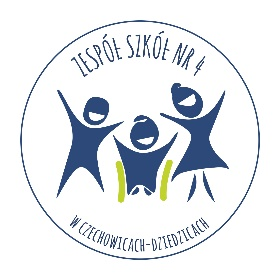 ZESPÓŁ SZKÓŁ NR 4
W CZECHOWICACH-DZIEDZICACH